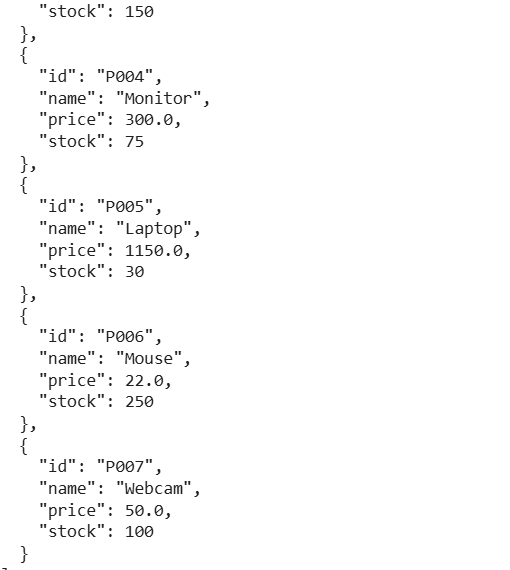 "stock": 150
  },
  {
    "id": "P004",
    "name": "Monitor",
    "price": 300.0,
    "stock": 75
  },
  {
    "id": "P005",
    "name": "Laptop",
    "price": 1150.0,
    "stock": 30
  },
  {
    "id": "P006",
    "name": "Mouse",
    "price": 22.0,
    "stock": 250
  },
  {
    "id": "P007",
    "name": "Webcam",
    "price": 50.0,
    "stock": 100
  }